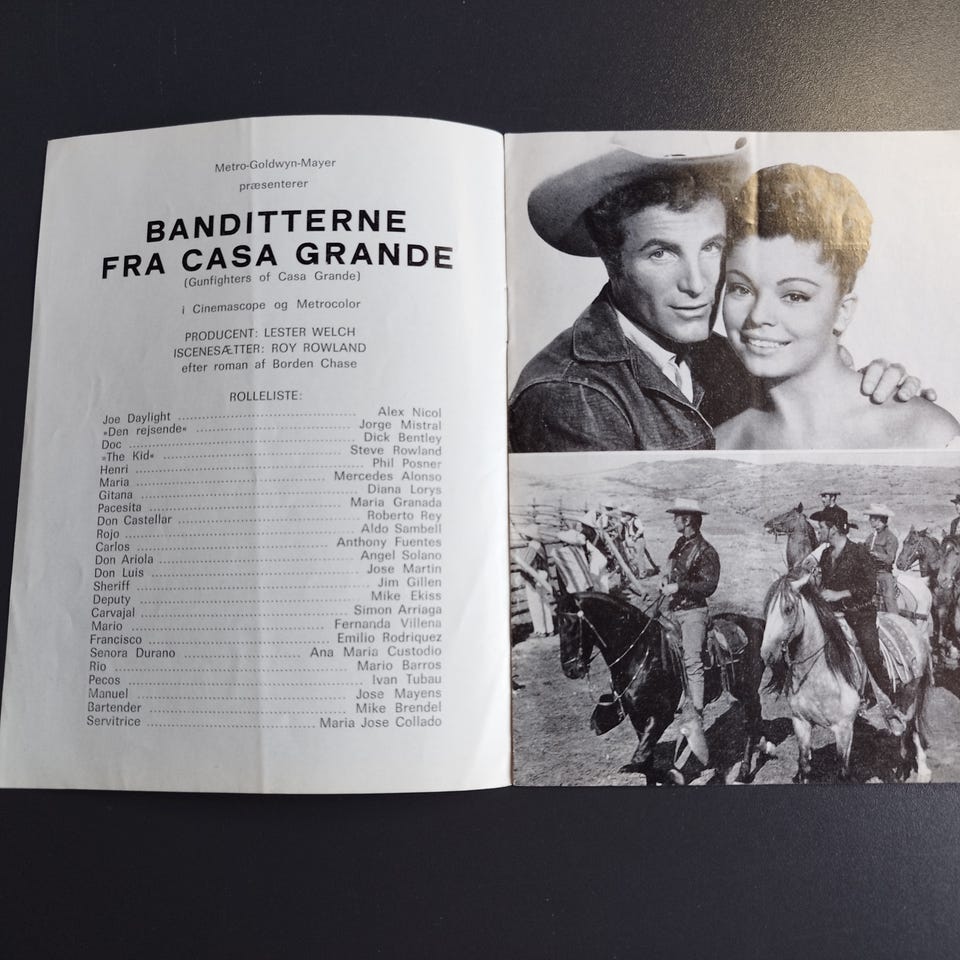 Metro-Goldwyn-Mayer
præsenterer
BANDITTERNE
FRA CASA GRANDE
(Gunfighters of Casa Grande)
i Cinemascope og Metrocolor
PRODUCENT: LESTER WELCH
ISCENESÆTTER: ROY ROWLAND
efter roman af Borden Chase
ROLLELISTE:
Joe Daylight ........ Alex Nicol
»Den rejsende« ........ Jorge Mistral
Doc ........ Dick Bentley
»The Kid« ........ Steve Rowland
Henri ........ Phil Posner
Maria ........ Mercedes Alonso
Gitana ........ Diana Lorys
Pacesita ........ Maria Granada
Don Castellar ........ Roberto Rey
Rojo ........ Aldo Sambell
Carlos ........ Anthony Fuentes
Don Ariola ........ Angel Solano
Don Luis ........ Jose Martin
Sheriff ........ Jim Gillen
Deputy ........ Mike Ekiss
Carvajal ........ Simon Arriaga
Mario ........ Fernanda Villena
Francisco ........ Emilio Rodriquez
Senora Durano ........ Ana Maria Custodio
Rio ........ Mario Barros
Pecos ........ Ivan Tubau
Manuel ........ Jose Mayens
Bartender ........ Mike Brendel
Servitrice ........ Maria Jose Collado